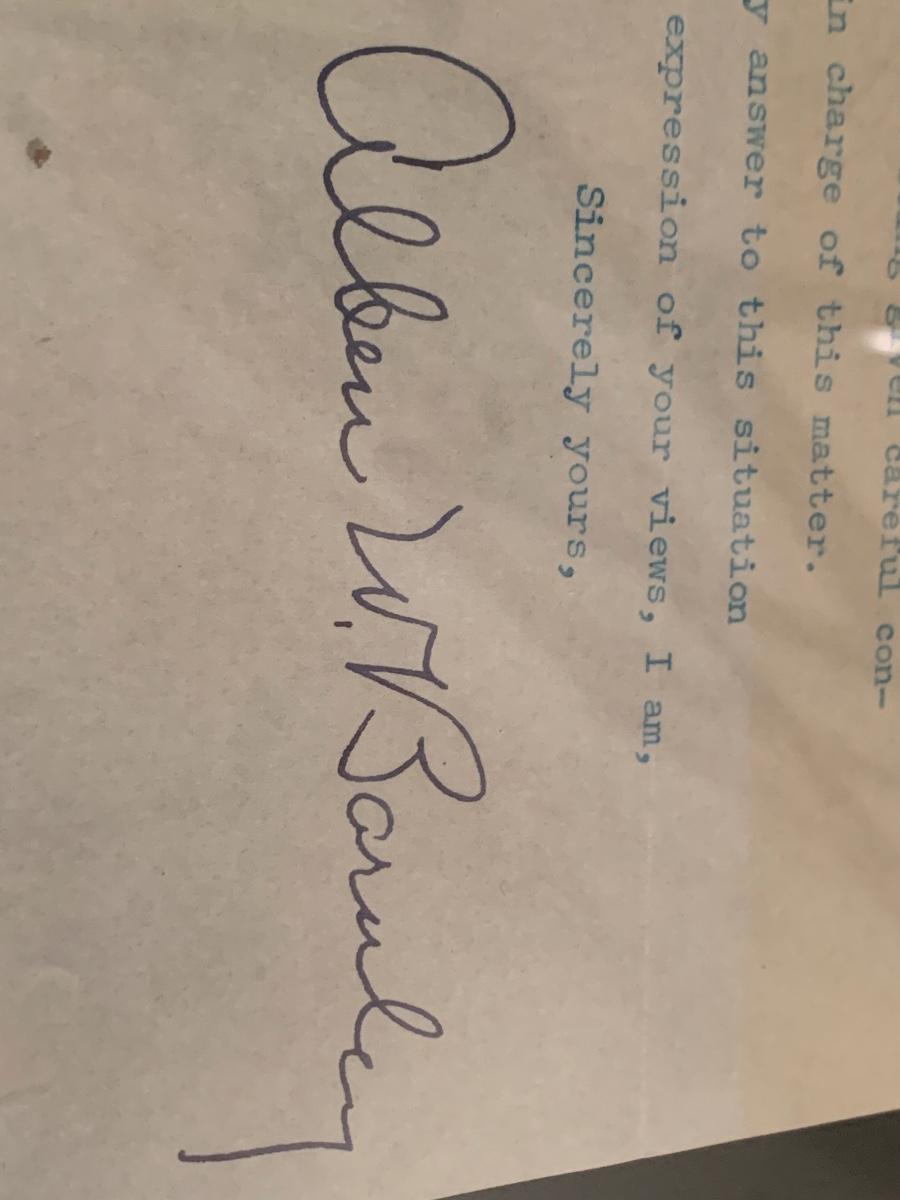 given careful con-
in charge of this matter.
y answer to this situation
expression of your views, I am,
Sincerely yours,
Alben W. Barkley